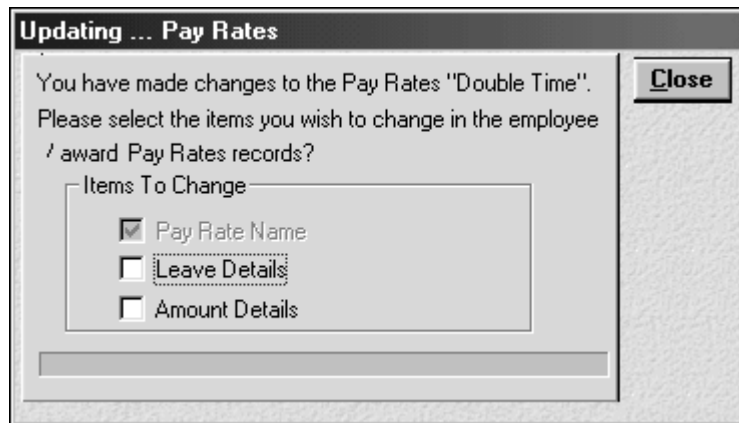 Updating ... Pay Rates
You have made changes to the Pay Rates "Double Time".
Please select the items you wish to change in the employee
/ award Pay Rates records?
Close
Items To Change
Pay Rate Name
Leave Details
Amount Details